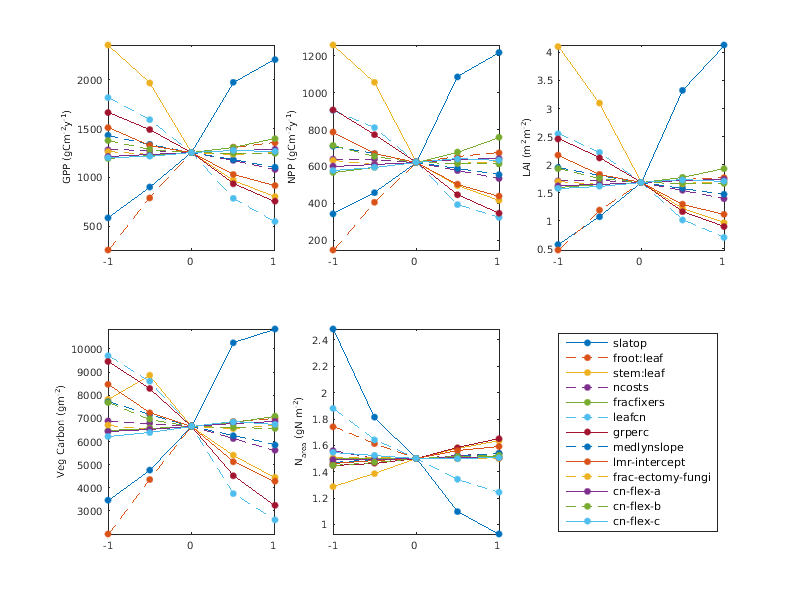 GPP (gCm⁻²y⁻¹)
2000
1500
1000
500
-1 0 1
NPP (gCm⁻²y⁻¹)
1200
1000
800
600
400
200
-1 0 1
LAI (m²m⁻²)
4
3.5
3
2.5
2
1.5
1
0.5
-1 0 1
Veg Carbon (gm⁻²)
10000
9000
8000
7000
6000
5000
4000
3000
-1 0 1
N_area (gN m⁻²)
2.4
2.2
2
1.8
1.6
1.4
1.2
1
-1 0 1
slatop
froot:leaf
stem:leaf
ncosts
fracfixers
leafcn
grperc
medlynslope
lmr-intercept
frac-ectomy-fungi
cn-flex-a
cn-flex-b
cn-flex-c